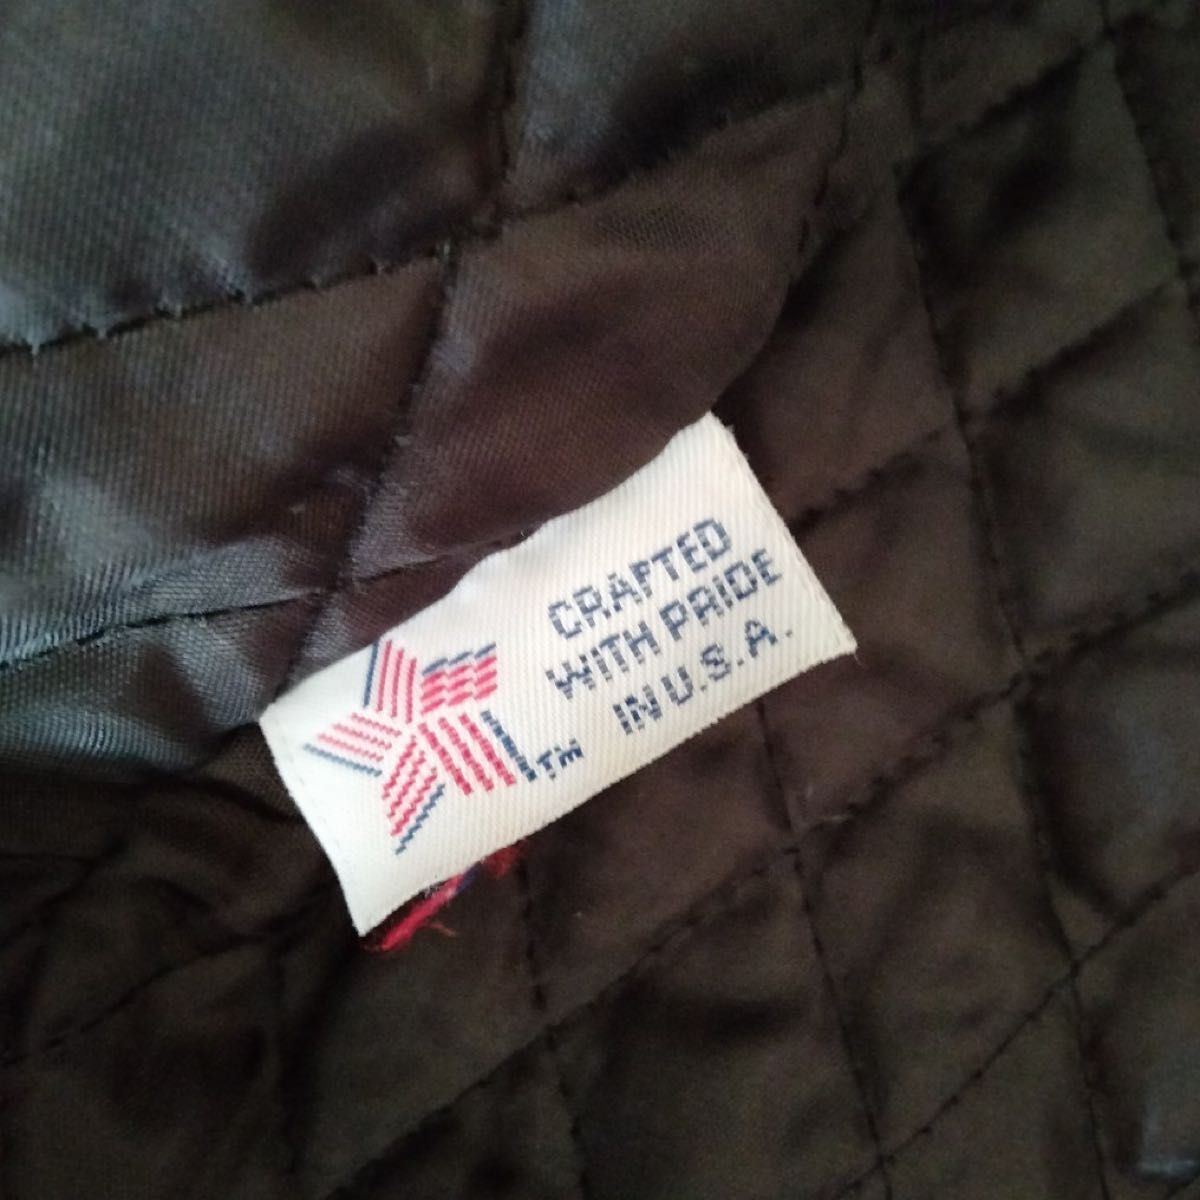 CRAFTED
WITH PRIDE
IN U.S.A.
TM